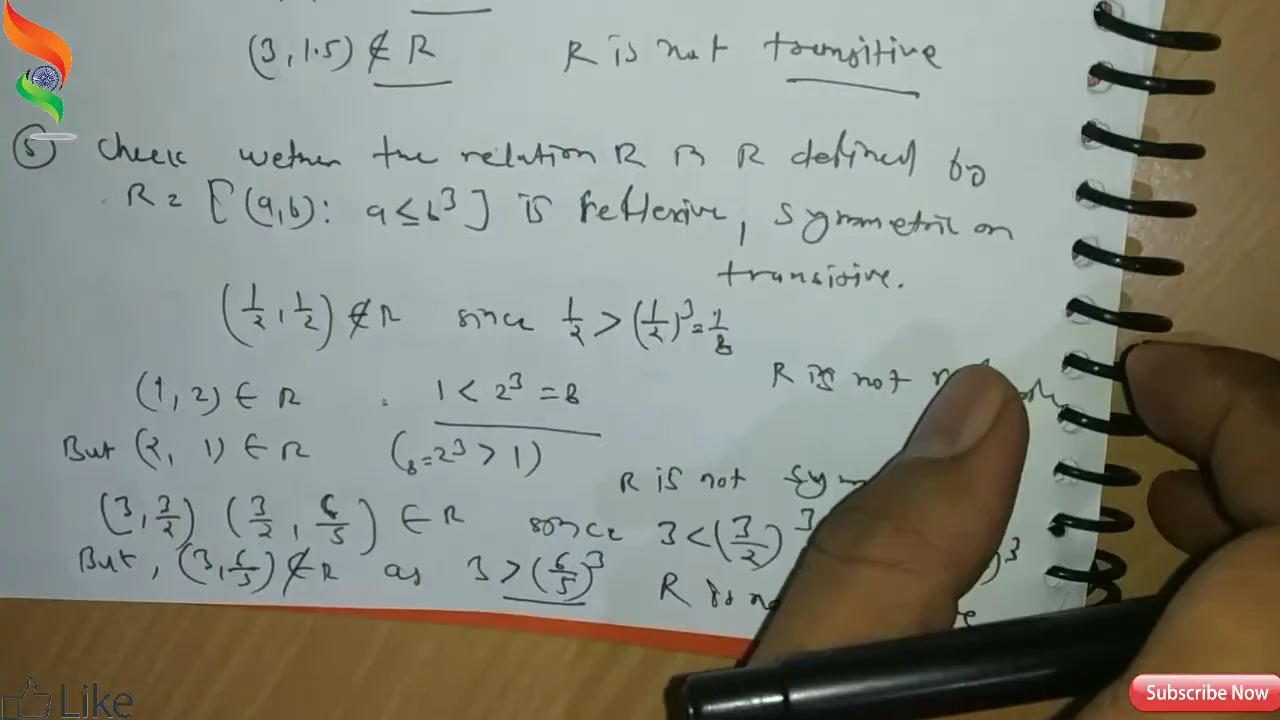 (3, 1.5) ∉ R R is not transitive
⑤ Check wether the relation R in R defined by
R = [(a,b): a ≤ b³] is reflexive, symmetric or
transitive.
(1/2, 1/2) ∉ R since 1/2 > (1/2)³ = 1/8
R is not
(1, 2) ∈ R . 1 < 2³ = 8
But (2, 1) ∈ R (8 = 2³ > 1)
R is not sym
(3, 3/2) (3/2, 6/5) ∈ R since 3 < (3/2)³ )³
But, (3, 6/5) ∉ R as 3 > (6/5)³ R is no
Like
Subscribe Now